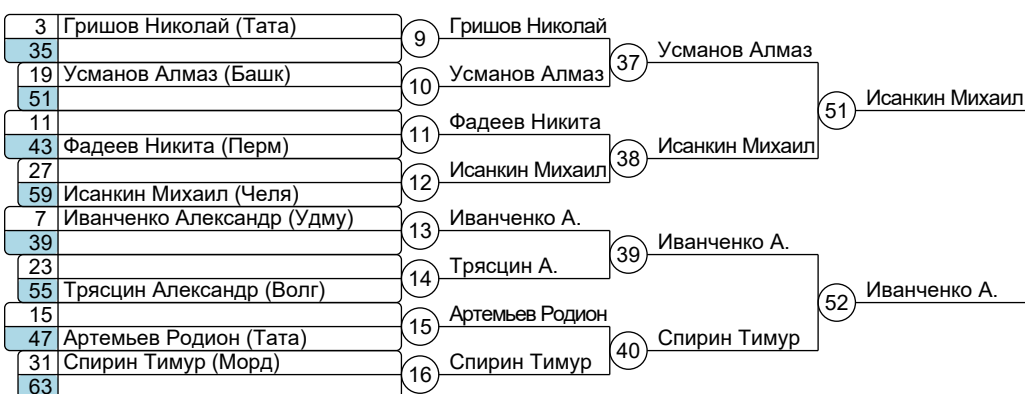 3 Гришов Николай (Тата)
35
19 Усманов Алмаз (Башк)
51
11
43 Фадеев Никита (Перм)
27
59 Исанкин Михаил (Челя)
7 Иванченко Александр (Удму)
39
23
55 Трясцин Александр (Волг)
15
47 Артемьев Родион (Тата)
31 Спирин Тимур (Морд)
63
9 Гришов Николай
10 Усманов Алмаз
11 Фадеев Никита
12 Исанкин Михаил
13 Иванченко А.
14 Трясцин А.
15 Артемьев Родион
16 Спирин Тимур
37 Усманов Алмаз
38 Исанкин Михаил
39 Иванченко А.
40 Спирин Тимур
51 Исанкин Михаил
52 Иванченко А.